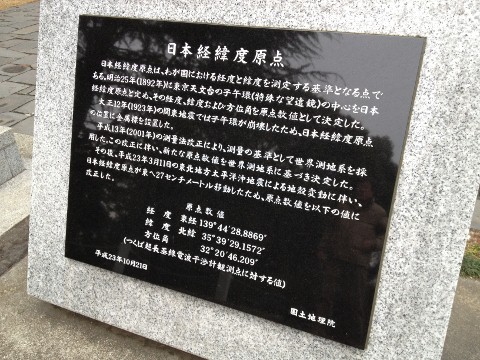 日本経緯度原点
日本経緯度原点は、わが国における経度と緯度を測定する基準となる点で
ある。明治25年(1892年)に東京天文台の子午環(特殊な望遠鏡)の中心を日本
経緯度原点と定め、その経度、緯度および方位角を原点数値として決定した。
大正12年(1923年)の関東地震では子午環が崩壊したため、日本経緯度原点
の位置に金属標を設置した。
平成13年(2001年)の測量法改正により、測量の基準として世界測地系を採
用した。この改正に伴い、新たな原点数値を世界測地系に基づき決定した。
その後、平成23年3月11日の東北地方太平洋沖地震による地殻変動に伴い、
日本経緯度原点が東へ27センチメートル移動したため、原点数値を以下の値に
改正した。
原点数値
経 度 東経 139°44′28.8869″
緯 度 北緯 35°39′29.1572″
方位角 32°20′46.209″
(つくば超長基線電波干渉計観測点に対する値)
平成23年10月21日
国土地理院